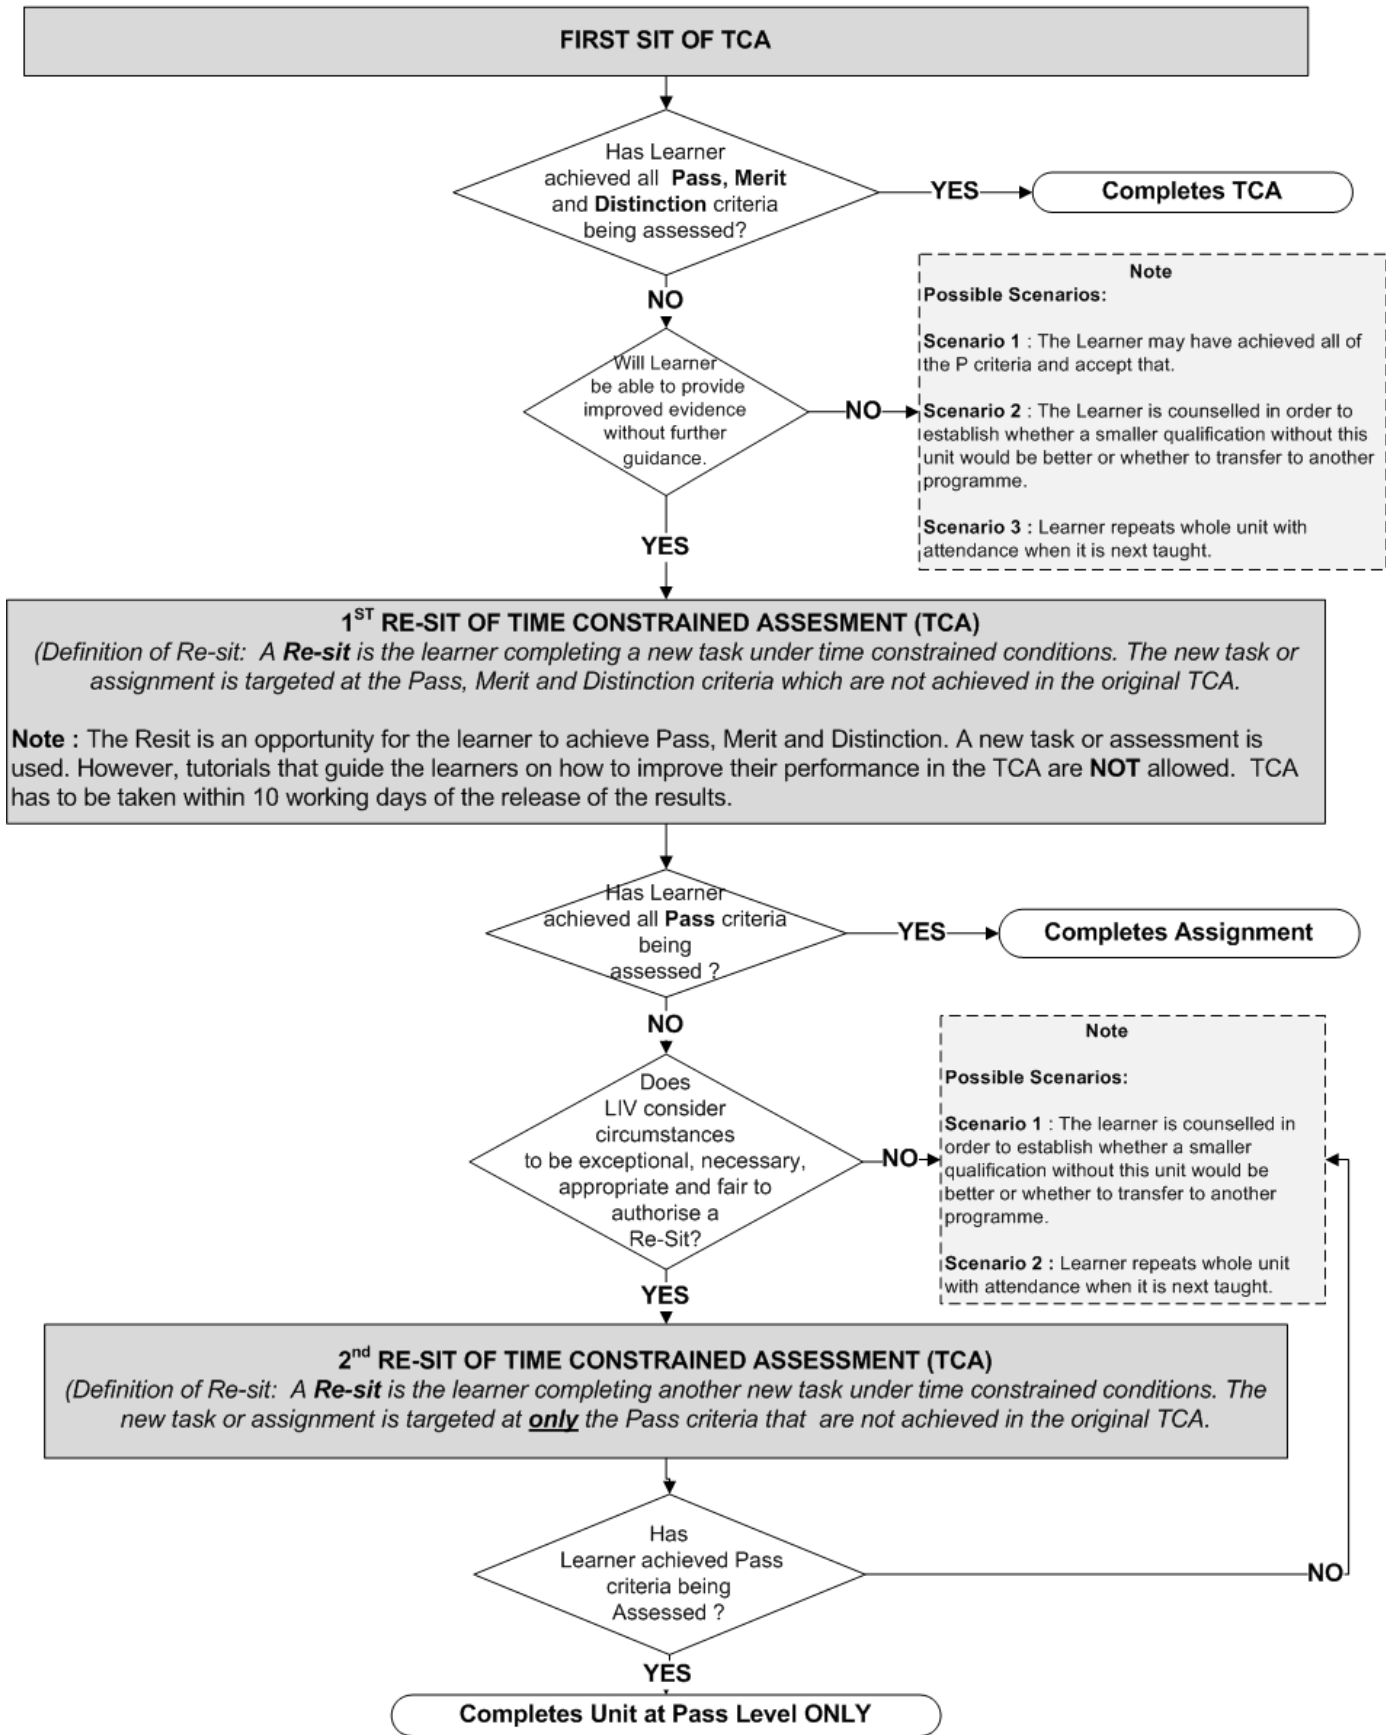 FIRST SIT OF TCA
Has Learner
achieved all Pass, Merit
and Distinction criteria
being assessed?
YES
Completes TCA
NO
Note
Possible Scenarios:
Scenario 1 : The Learner may have achieved all of
the P criteria and accept that.
Scenario 2 : The Learner is counselled in order to
establish whether a smaller qualification without this
unit would be better or whether to transfer to another
programme.
Scenario 3 : Learner repeats whole unit with
attendance when it is next taught.
Will Learner
be able to provide
improved evidence
without further
guidance.
NO
YES
1ST RE-SIT OF TIME CONSTRAINED ASSESMENT (TCA)
(Definition of Re-sit: A Re-sit is the learner completing a new task under time constrained conditions. The new task or
assignment is targeted at the Pass, Merit and Distinction criteria which are not achieved in the original TCA.
Note : The Resit is an opportunity for the learner to achieve Pass, Merit and Distinction. A new task or assessment is
used. However, tutorials that guide the learners on how to improve their performance in the TCA are NOT allowed. TCA
has to be taken within 10 working days of the release of the results.
Has Learner
achieved all Pass criteria
being
assessed ?
YES
Completes Assignment
NO
Note
Possible Scenarios:
Scenario 1 : The learner is counselled in
order to establish whether a smaller
qualification without this unit would be
better or whether to transfer to another
programme.
Scenario 2 : Learner repeats whole unit
with attendance when it is next taught.
Does
LIV consider
circumstances
to be exceptional, necessary,
appropriate and fair to
authorise a
Re-Sit?
NO
YES
2nd RE-SIT OF TIME CONSTRAINED ASSESSMENT (TCA)
(Definition of Re-sit: A Re-sit is the learner completing another new task under time constrained conditions. The
new task or assignment is targeted at only the Pass criteria that are not achieved in the original TCA.
Has
Learner achieved Pass
criteria being
Assessed ?
NO
YES
Completes Unit at Pass Level ONLY